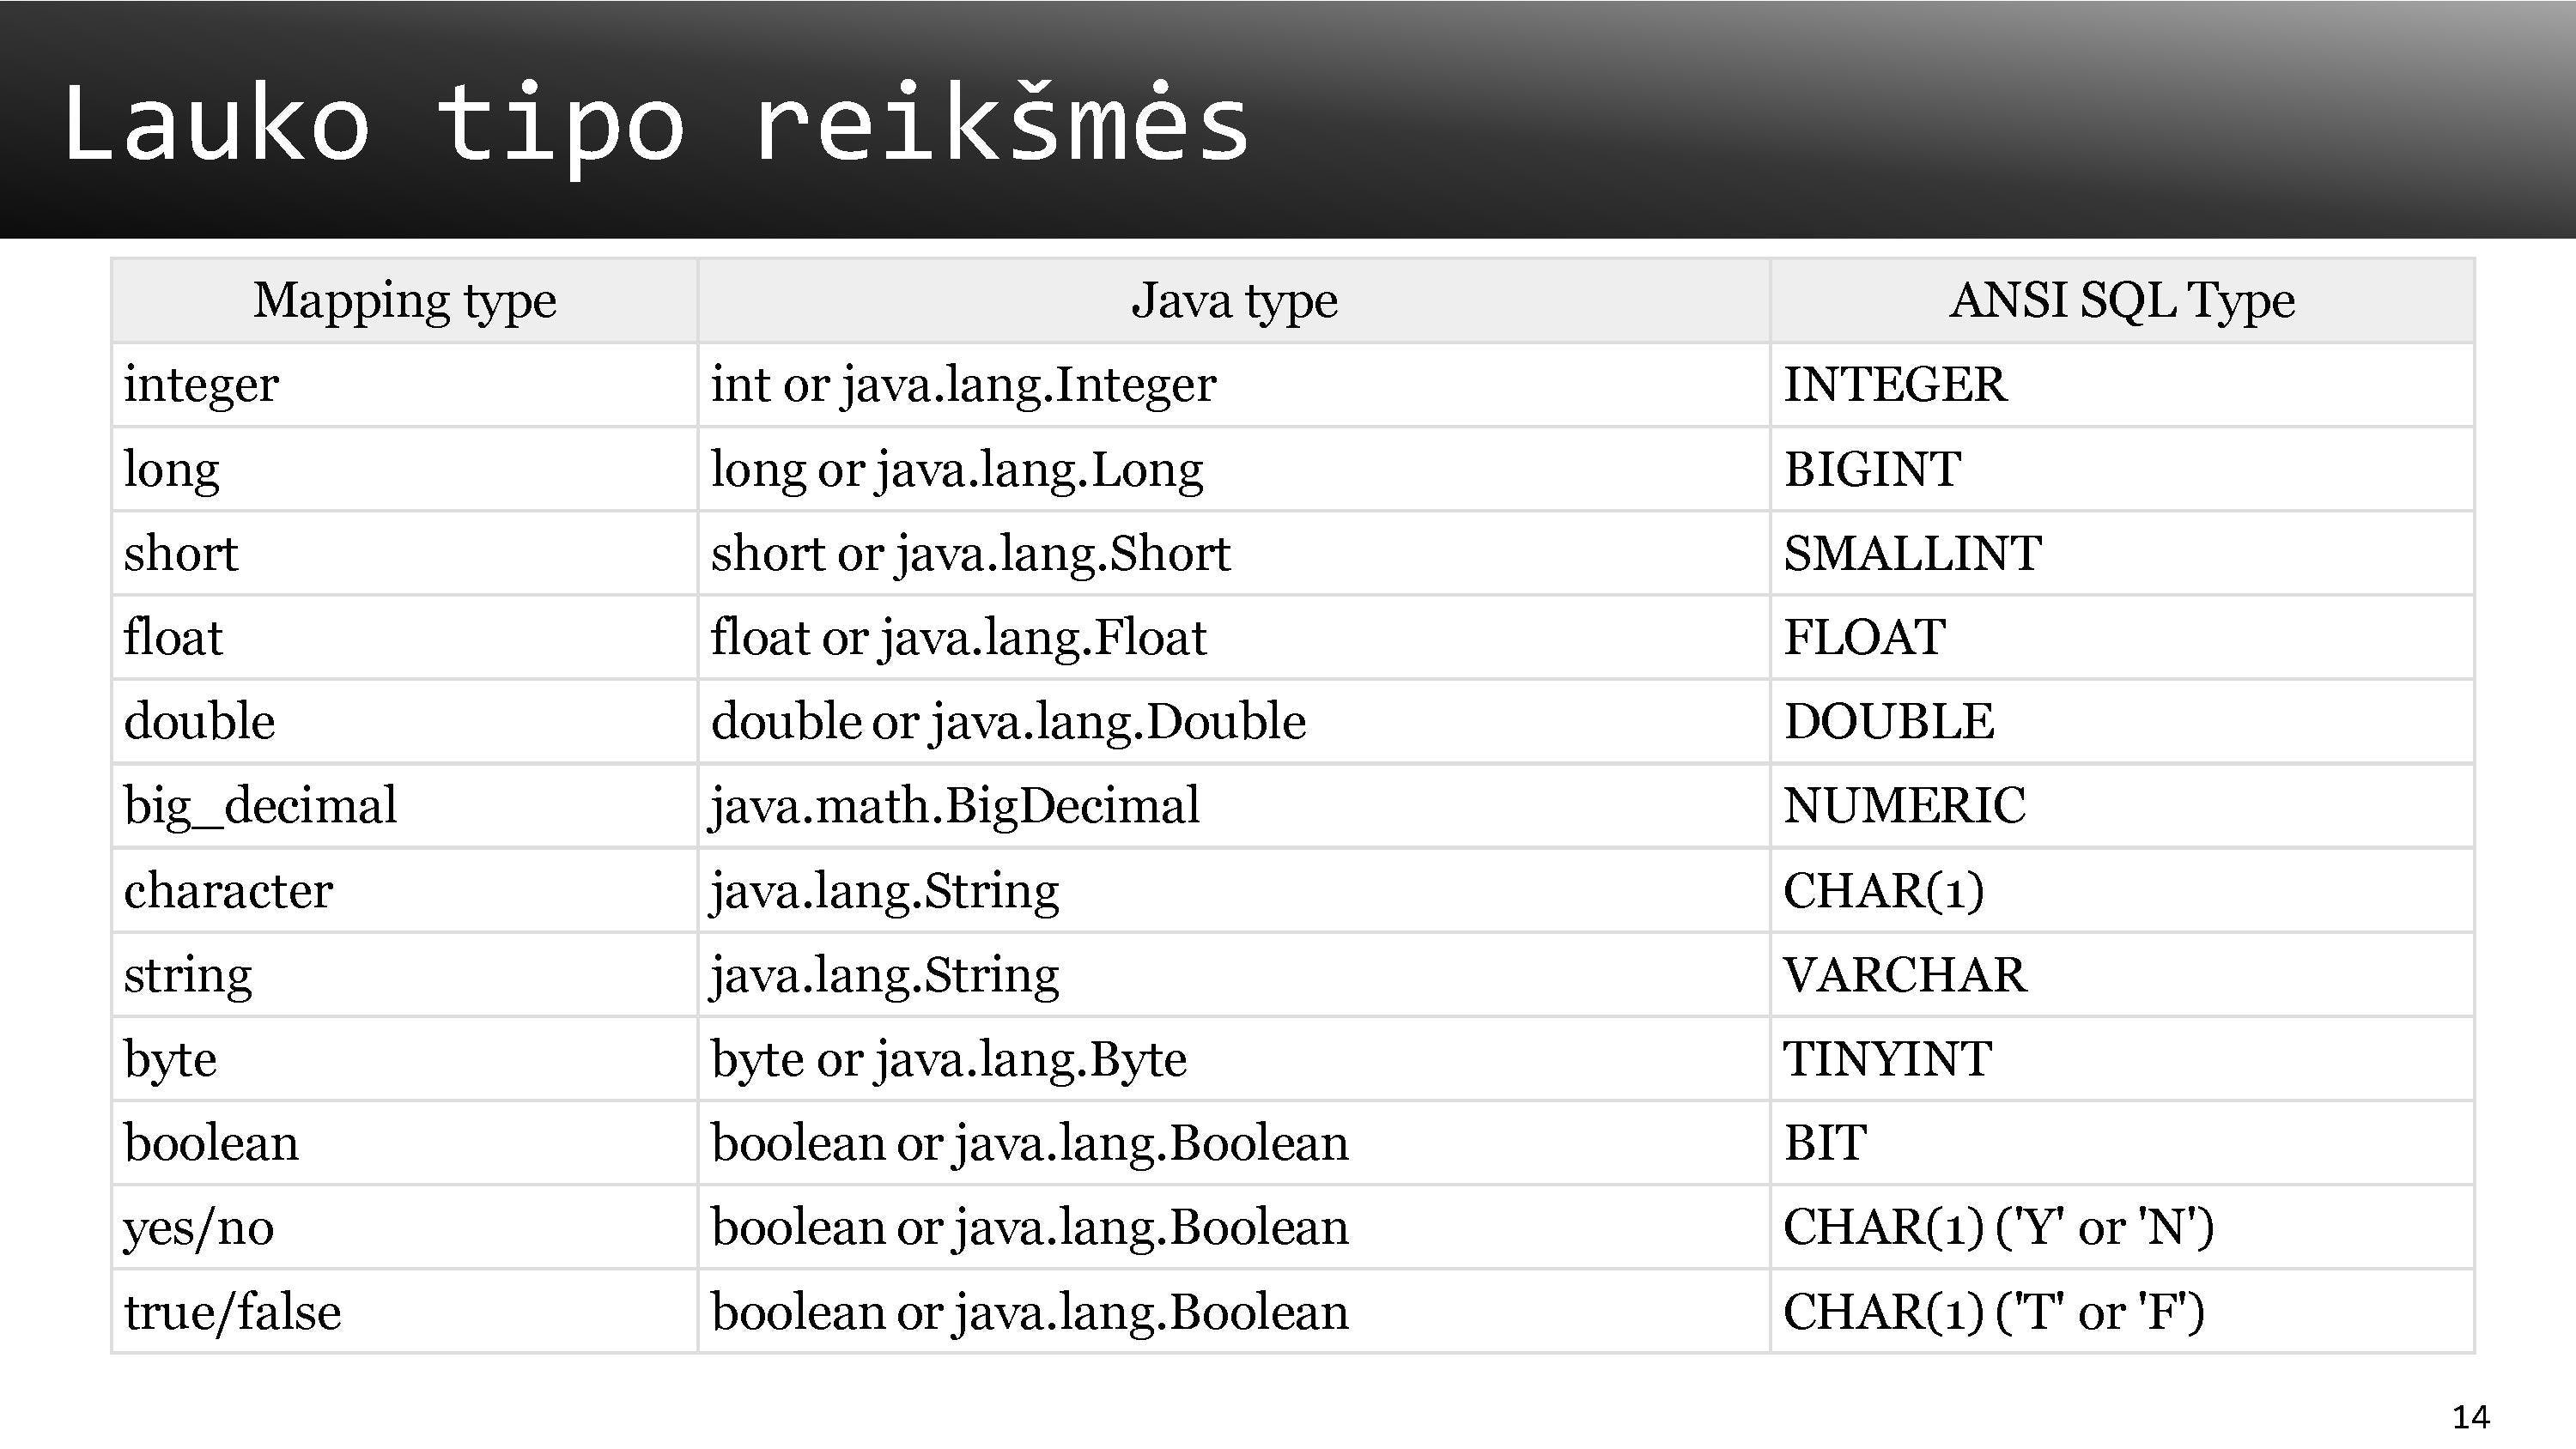 Lauko tipo reikšmės
Mapping type Java type ANSI SQL Type
integer int or java.lang.Integer INTEGER
long long or java.lang.Long BIGINT
short short or java.lang.Short SMALLINT
float float or java.lang.Float FLOAT
double double or java.lang.Double DOUBLE
big_decimal java.math.BigDecimal NUMERIC
character java.lang.String CHAR(1)
string java.lang.String VARCHAR
byte byte or java.lang.Byte TINYINT
boolean boolean or java.lang.Boolean BIT
yes/no boolean or java.lang.Boolean CHAR(1) ('Y' or 'N')
true/false boolean or java.lang.Boolean CHAR(1) ('T' or 'F')
14